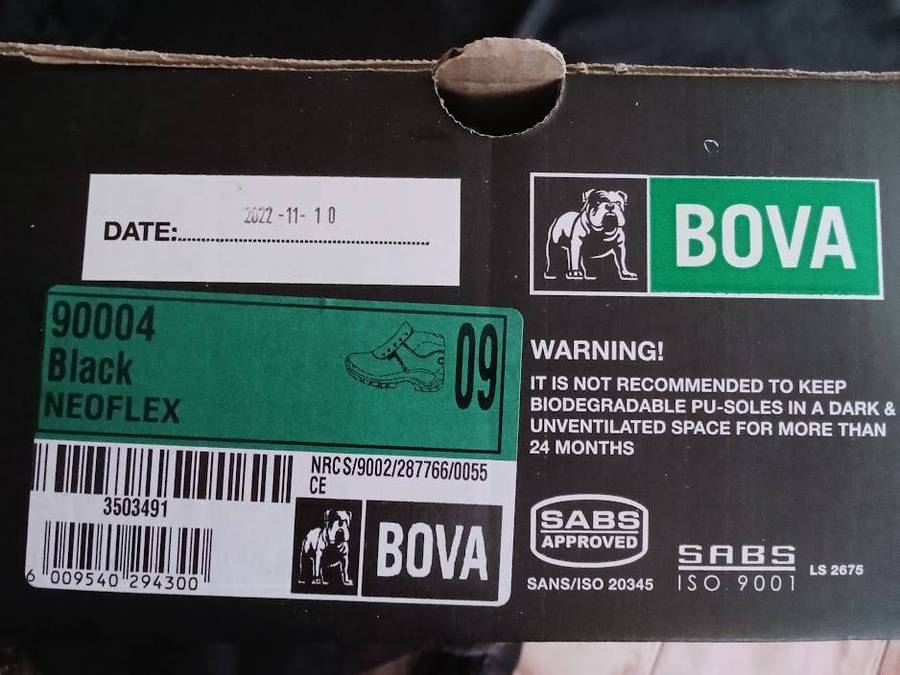 DATE: 2022-11-10
BOVA
90004
Black
NEOFLEX
09
NRCS/9002/287766/0055
CE
3503491
6 009540 294300
BOVA
WARNING!
IT IS NOT RECOMMENDED TO KEEP
BIODEGRADABLE PU-SOLES IN A DARK &
UNVENTILATED SPACE FOR MORE THAN
24 MONTHS
SABS
APPROVED
SANS/ISO 20345
SABS
ISO 9001
LS 2675